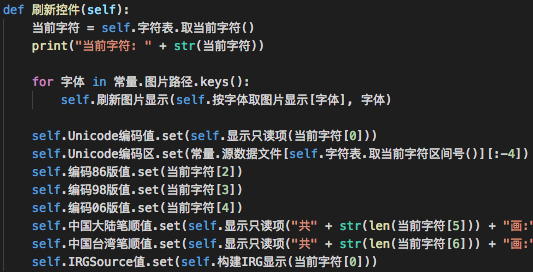 def 刷新控件(self):
当前字符 = self.字符表.取当前字符()
print("当前字符: " + str(当前字符))
for 字体 in 常量.图片路径.keys():
self.刷新图片显示(self.按字体取图片显示[字体], 字体)
self.Unicode编码值.set(self.显示只读项(当前字符[0]))
self.Unicode编码区.set(常量.源数据文件[self.字符表.取当前字符区间号()][:-4])
self.编码86版值.set(当前字符[2])
self.编码98版值.set(当前字符[3])
self.编码06版值.set(当前字符[4])
self.中国大陆笔顺值.set(self.显示只读项("共" + str(len(当前字符[5])) + "画:"
self.中国台湾笔顺值.set(self.显示只读项("共" + str(len(当前字符[6])) + "画:"
self.IRGSource值.set(self.构建IRG显示(当前字符[0]))